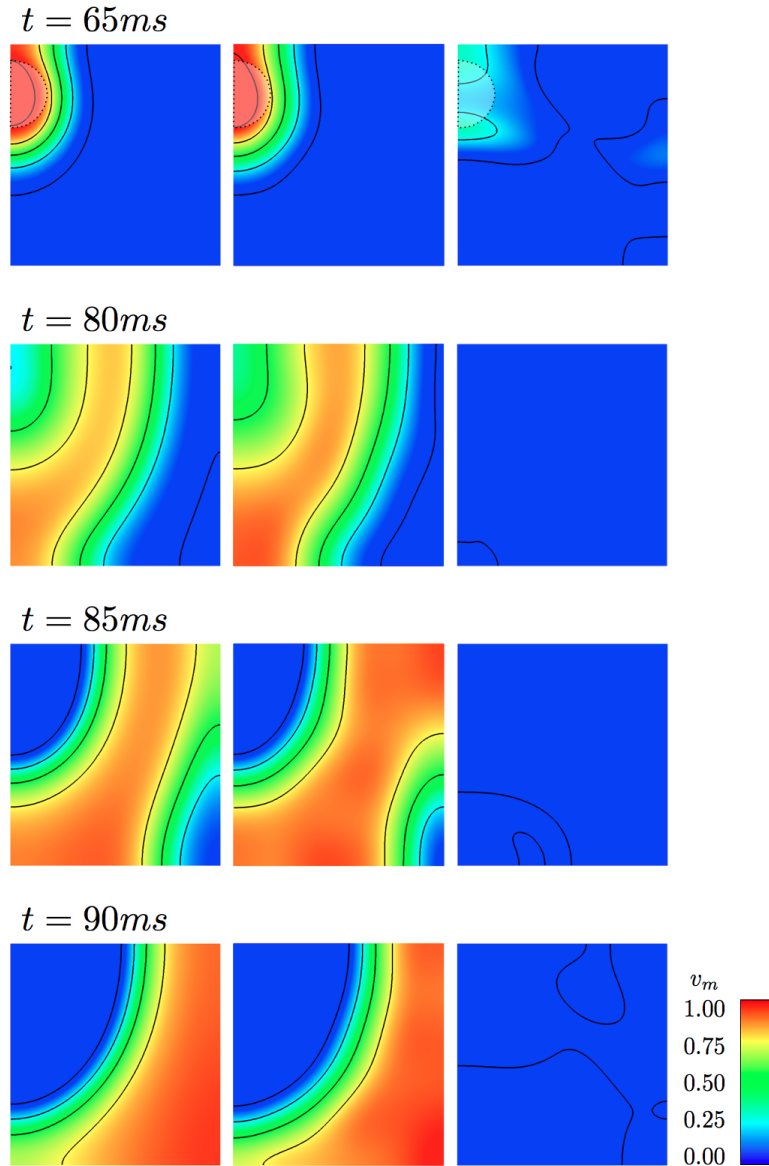 t = 65ms
t = 80ms
t = 85ms
t = 90ms
v_m
1.00
0.75
0.50
0.25
0.00